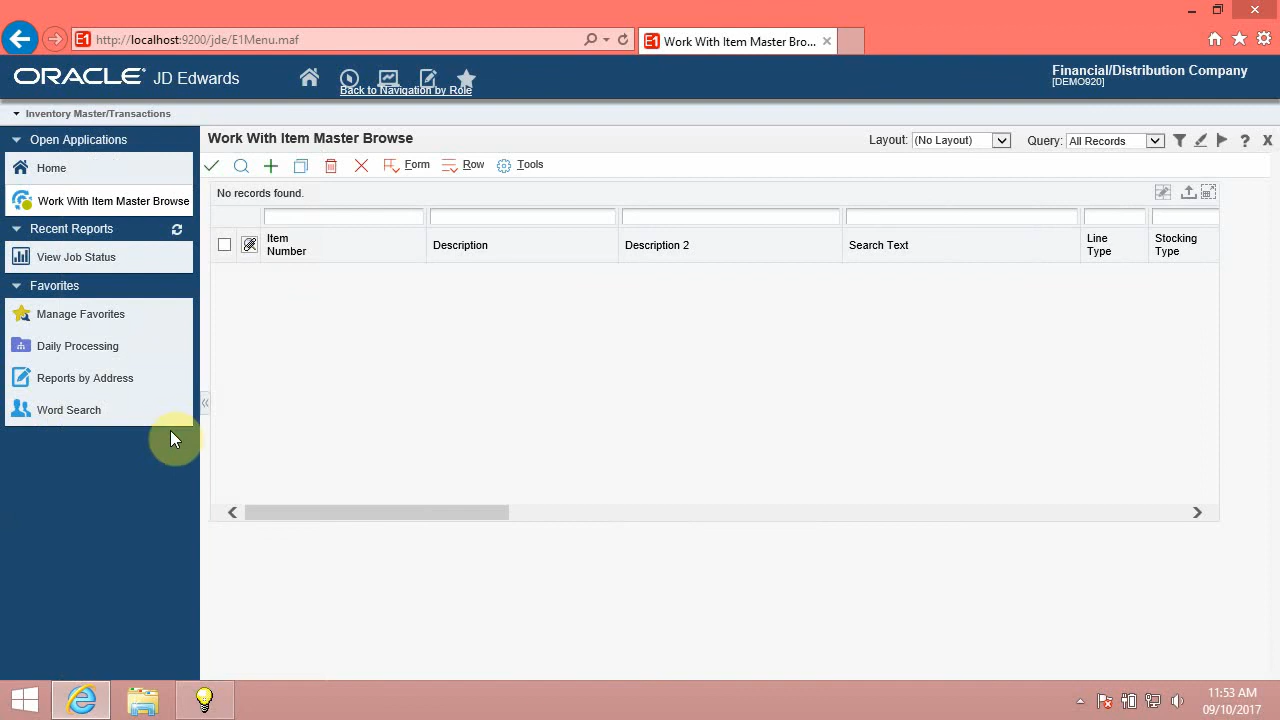 http://localhost:9200/jde/E1Menu.maf
E1 Work With Item Master Bro...
ORACLE JD Edwards
Back to Navigation by Role
Financial/Distribution Company
[DEMO920]
Inventory Master/Transactions
Open Applications
Home
Work With Item Master Browse
Recent Reports
View Job Status
Favorites
Manage Favorites
Daily Processing
Reports by Address
Word Search
Work With Item Master Browse
Layout: (No Layout) Query: All Records
Form Row Tools
No records found.
Item Number
Description
Description 2
Search Text
Line Type
Stocking Type
11:53 AM
09/10/2017